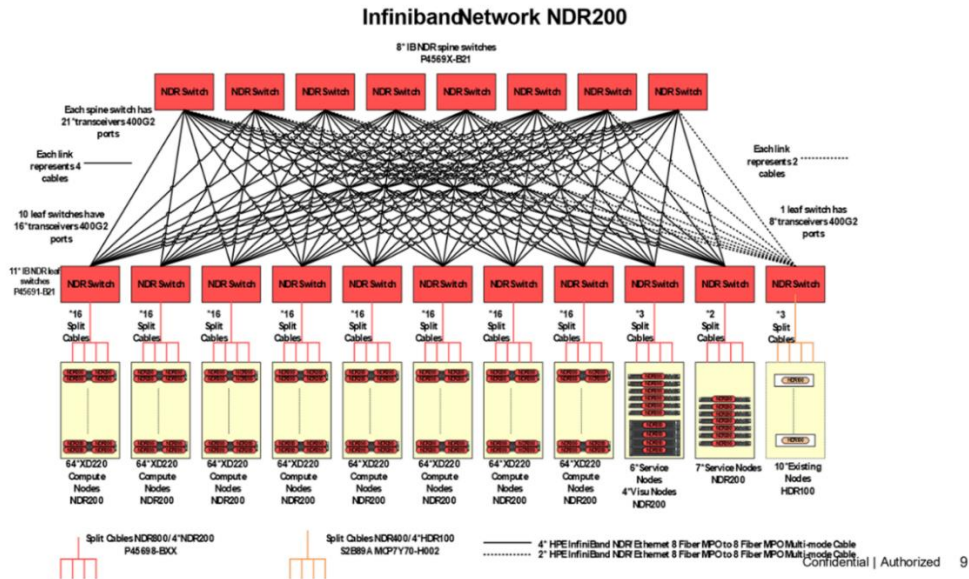 InfinibandNetwork NDR200
8* IB NDR spine switches
P4569X-B21
NDR Switch
NDR Switch
NDR Switch
NDR Switch
NDR Switch
NDR Switch
NDR Switch
NDR Switch
Each spine switch has
21*transceivers 400G2
ports
Each link
represents 4
cables
Each link
represents 2
cables
10 leaf switches have
16*transceivers 400G2
ports
1 leaf switch has
8*transceivers 400G2
ports
11* IB NDR leaf
switches
P45691-B21
NDR Switch
NDR Switch
NDR Switch
NDR Switch
NDR Switch
NDR Switch
NDR Switch
NDR Switch
NDR Switch
NDR Switch
NDR Switch
*16
Split
Cables
*16
Split
Cables
*16
Split
Cables
*16
Split
Cables
*16
Split
Cables
*16
Split
Cables
*16
Split
Cables
*16
Split
Cables
*3
Split
Cables
*2
Split
Cables
*3
Split
Cables
64*XD220
Compute
Nodes
NDR200
64*XD220
Compute
Nodes
NDR200
64*XD220
Compute
Nodes
NDR200
64*XD220
Compute
Nodes
NDR200
64*XD220
Compute
Nodes
NDR200
64*XD220
Compute
Nodes
NDR200
64*XD220
Compute
Nodes
NDR200
64*XD220
Compute
Nodes
NDR200
6*Service
Nodes
4*Visu Nodes
NDR200
7*Service Nodes
NDR200
10*Existing
Nodes
HDR100
Split Cables NDR800/ 4*NDR200
P45698-BXX
Split Cables NDR400/ 4*HDR100
S2B89A MCP7Y70-H002
4* HPE InfiniBand NDR/Ethernet 8 Fiber MPO to 8 Fiber MPO Multi-mode Cable
2* HPE InfiniBand NDR/Ethernet 8 Fiber MPO to 8 Fiber MPO Multi-mode Cable
Confidential | Authorized 9